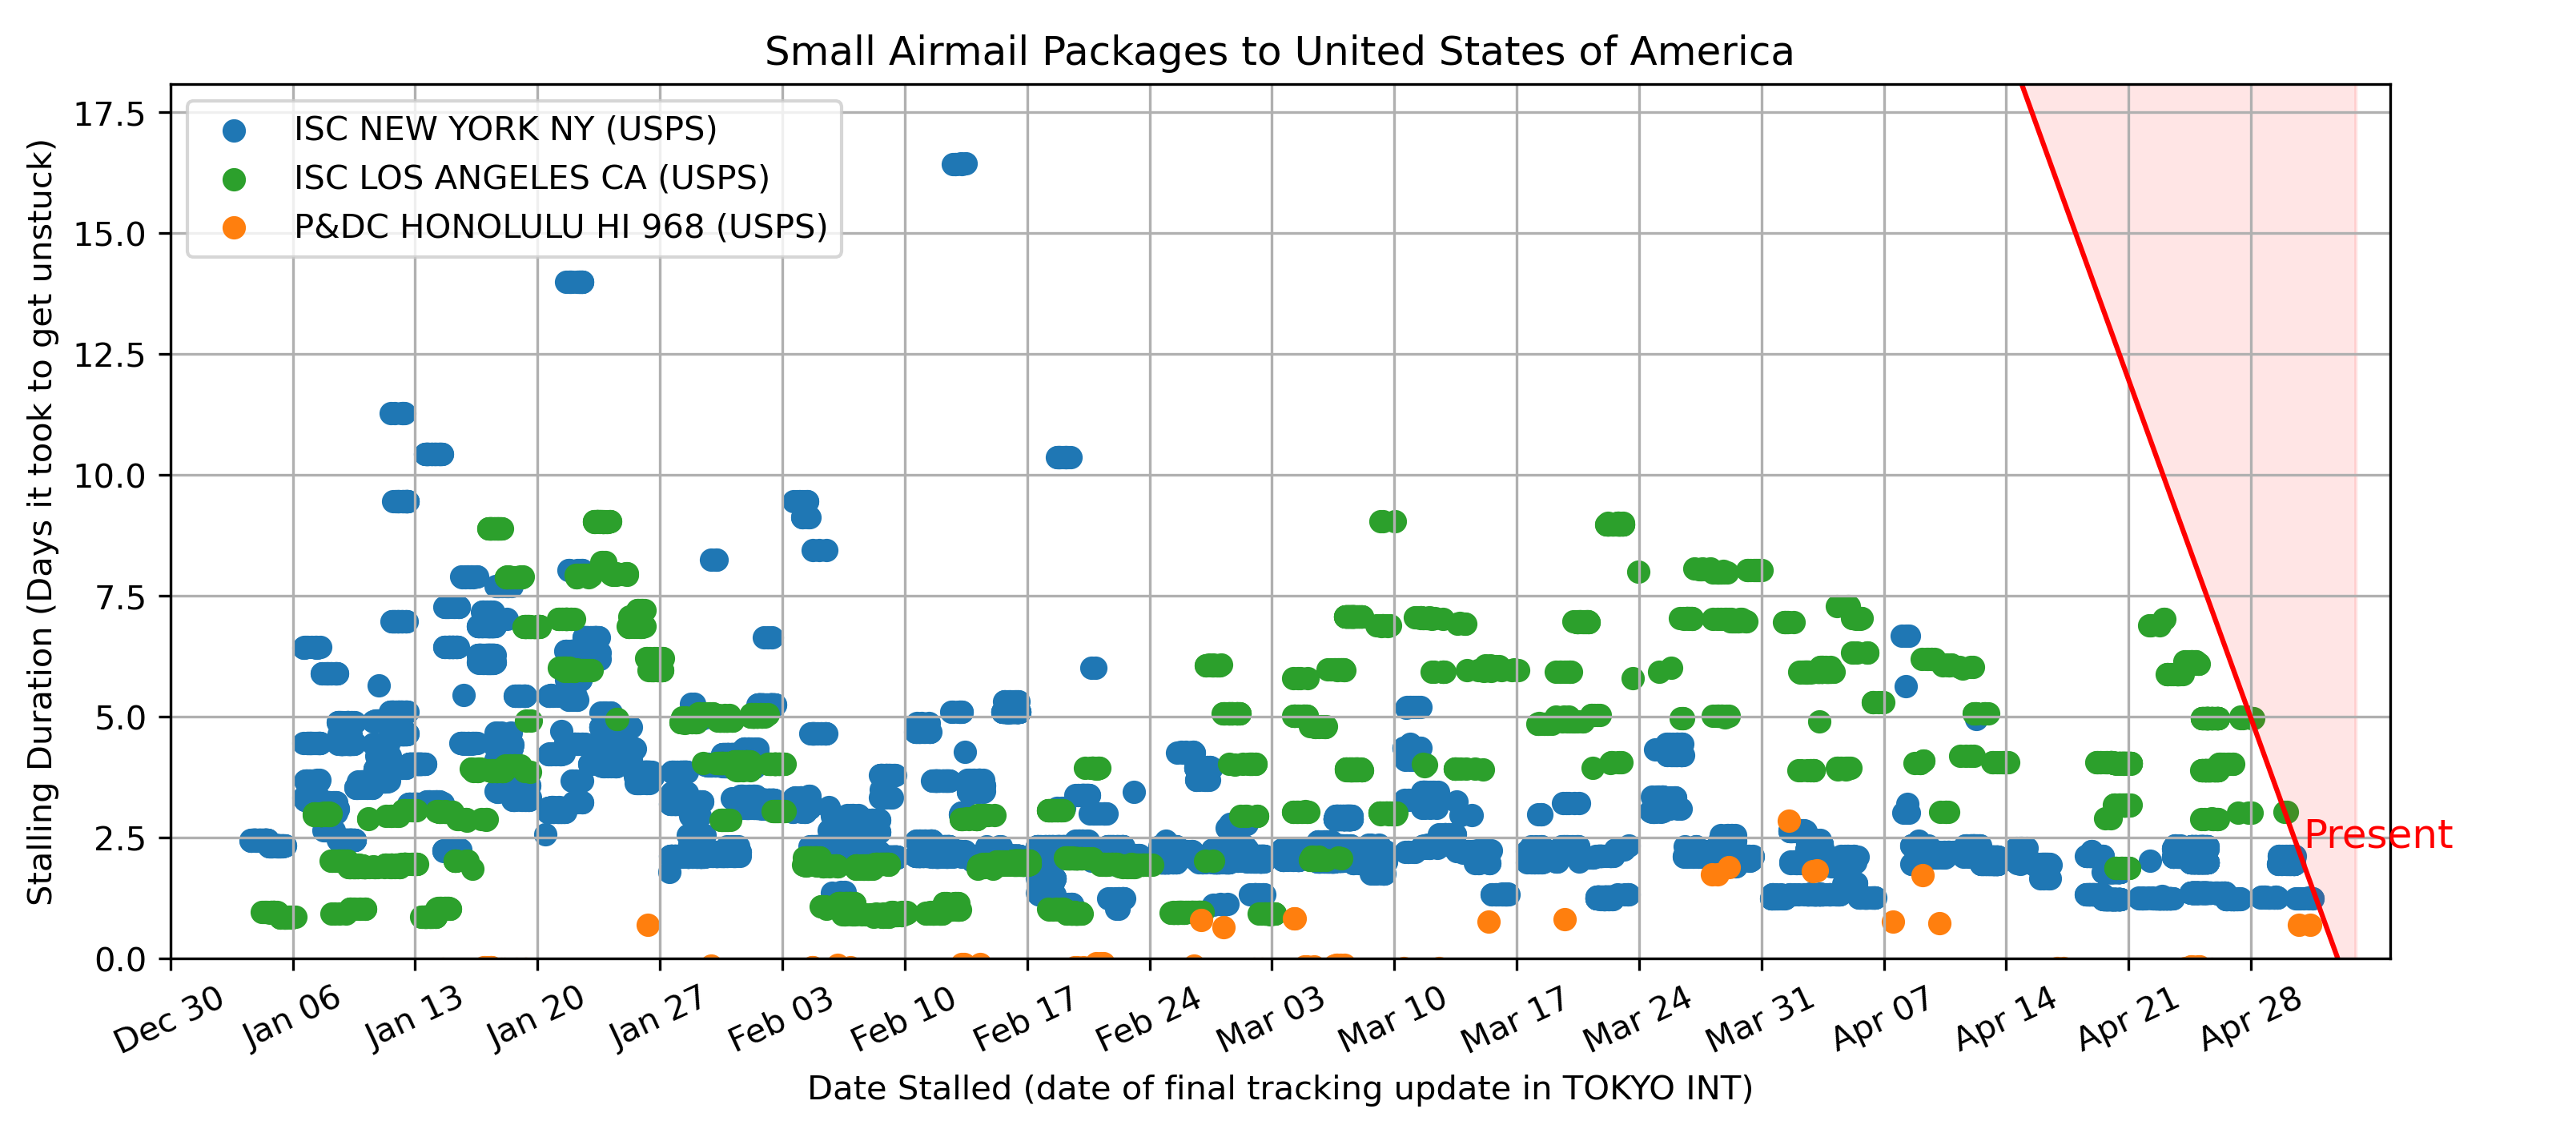 Small Airmail Packages to United States of America
ISC NEW YORK NY (USPS)
ISC LOS ANGELES CA (USPS)
P&DC HONOLULU HI 968 (USPS)
Stalling Duration (Days it took to get unstuck)
17.5
15.0
12.5
10.0
7.5
5.0
2.5
0.0
Present
Dec 30
Jan 06
Jan 13
Jan 20
Jan 27
Feb 03
Feb 10
Feb 17
Feb 24
Mar 03
Mar 10
Mar 17
Mar 24
Mar 31
Apr 07
Apr 14
Apr 21
Apr 28
Date Stalled (date of final tracking update in TOKYO INT)